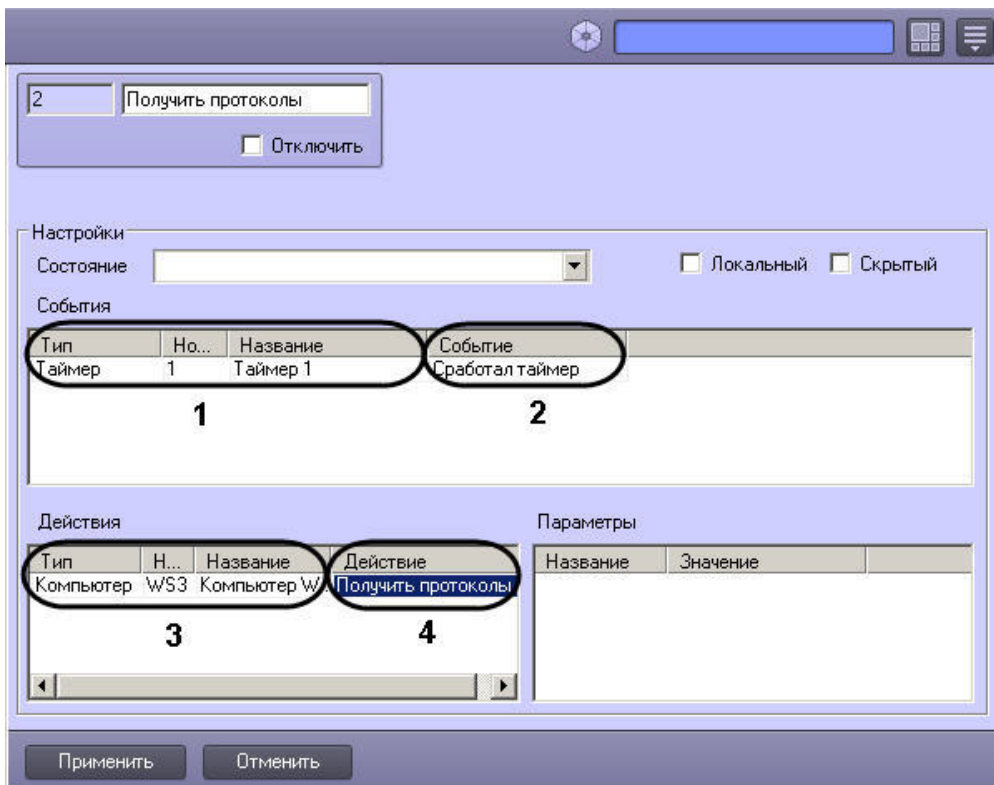 2 Получить протоколы
Отключить
Настройки
Состояние
Локальный Скрытый
События
Тип Но... Название Событие
Таймер 1 Таймер 1 Сработал таймер
1 2
Действия Параметры
Тип Н... Название Действие Название Значение
Компьютер WS3 Компьютер W... Получить протоколы
3 4
Применить Отменить